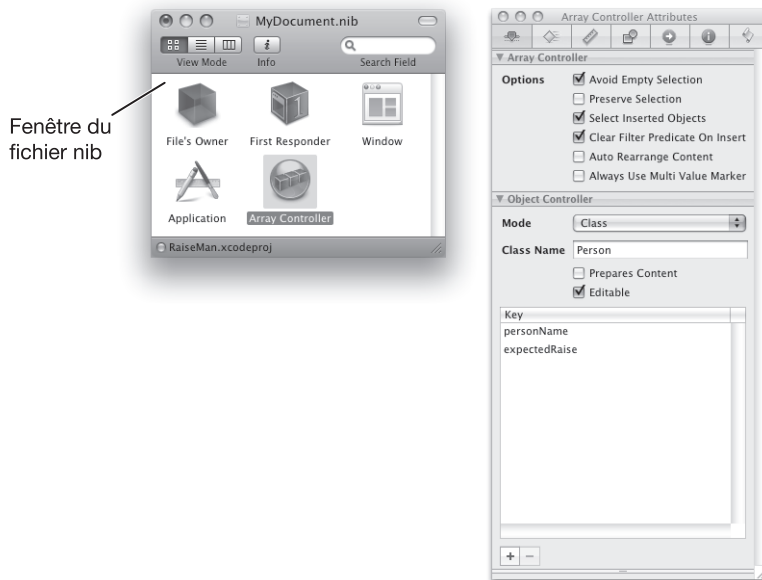 MyDocument.nib
View Mode
Info
Search Field
Fenêtre du
fichier nib
File's Owner
First Responder
1
Window
Application
Array Controller
RaiseMan.xcodeproj
Array Controller Attributes
Array Controller
Options
Avoid Empty Selection
Preserve Selection
Select Inserted Objects
Clear Filter Predicate On Insert
Auto Rearrange Content
Always Use Multi Value Marker
Object Controller
Mode
Class
Class Name
Person
Prepares Content
Editable
Key
personName
expectedRaise